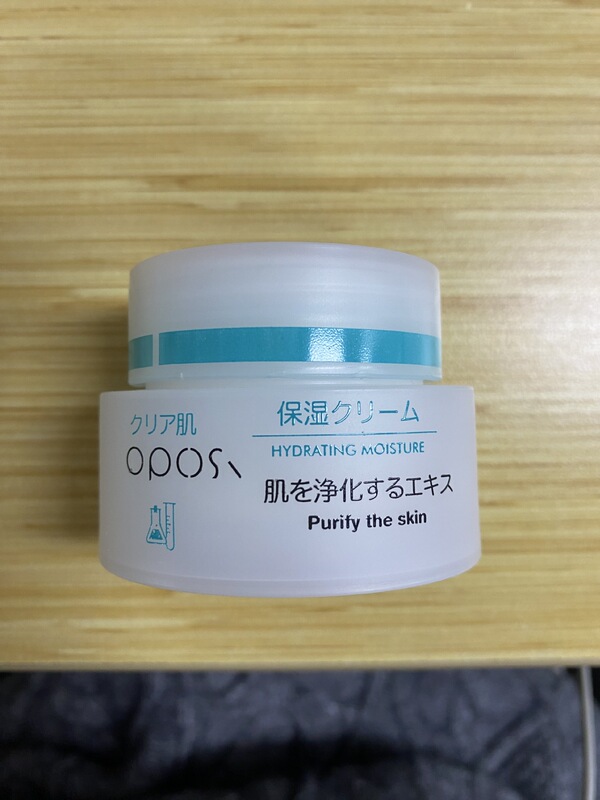 クリア肌
opos
保湿クリーム
HYDRATING MOISTURE
肌を浄化するエキス
Purify the skin